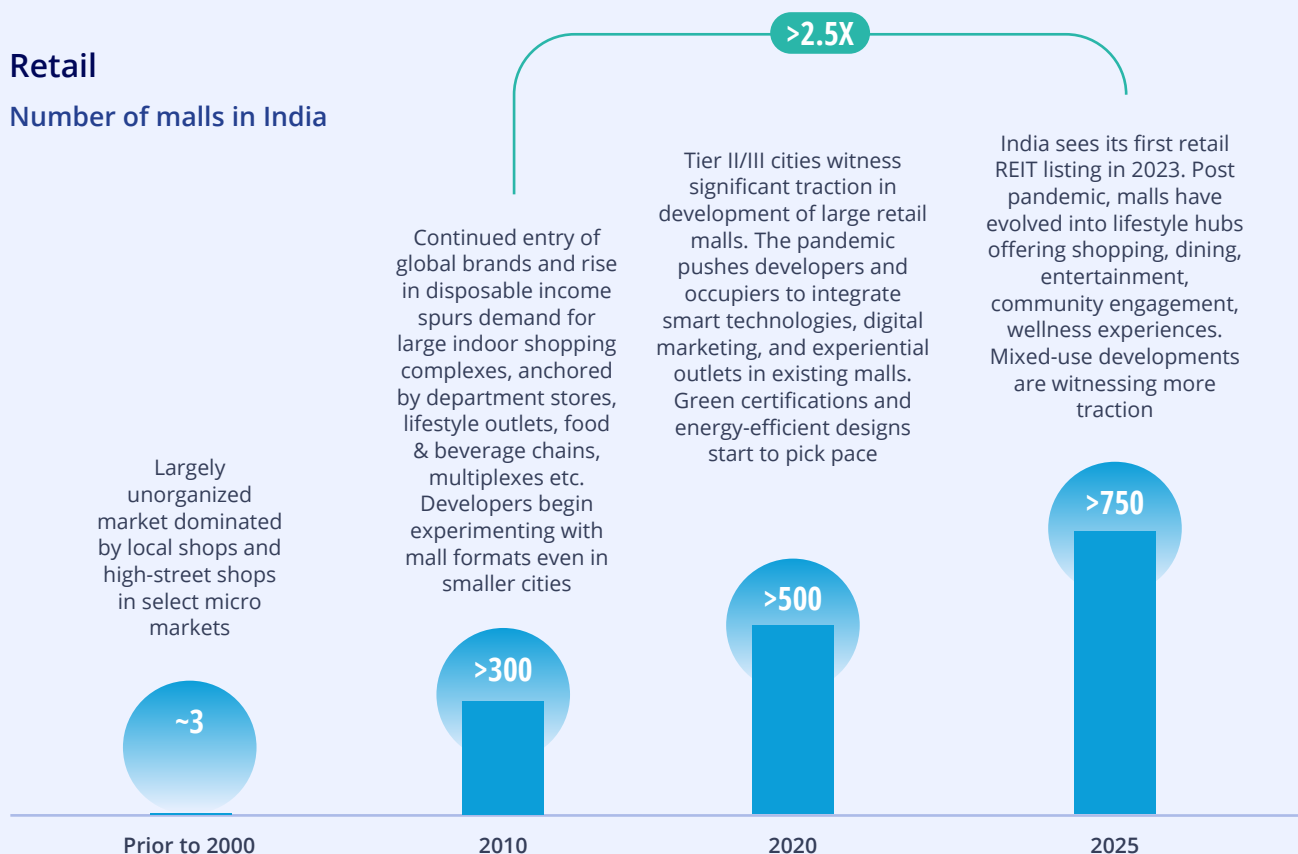 >2.5X
Retail
Number of malls in India
Largely
unorganized
market dominated
by local shops and
high-street shops
in select micro
markets
~3
Prior to 2000
Continued entry of
global brands and rise
in disposable income
spurs demand for
large indoor shopping
complexes, anchored
by department stores,
lifestyle outlets, food
& beverage chains,
multiplexes etc.
Developers begin
experimenting with
mall formats even in
smaller cities
>300
2010
Tier II/III cities witness
significant traction in
development of large retail
malls. The pandemic
pushes developers and
occupiers to integrate
smart technologies, digital
marketing, and experiential
outlets in existing malls.
Green certifications and
energy-efficient designs
start to pick pace
>500
2020
India sees its first retail
REIT listing in 2023. Post
pandemic, malls have
evolved into lifestyle hubs
offering shopping, dining,
entertainment,
community engagement,
wellness experiences.
Mixed-use developments
are witnessing more
traction
>750
2025